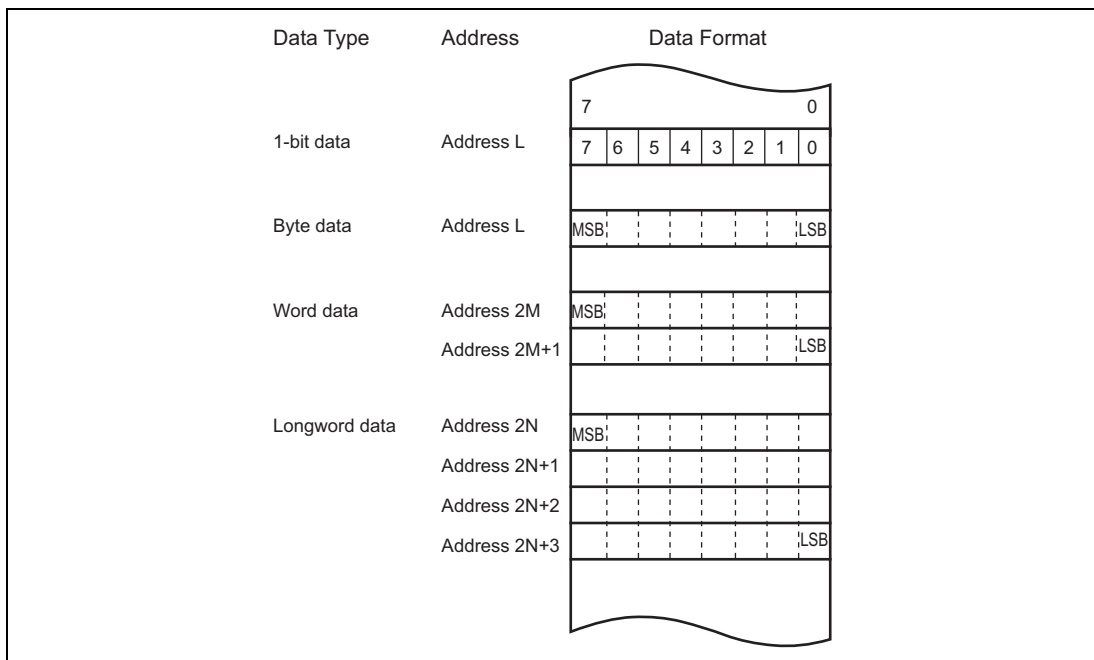 Data Type Address Data Format
7 0
1-bit data Address L 7 6 5 4 3 2 1 0
Byte data Address L MSB LSB
Word data Address 2M MSB
Address 2M+1 LSB
Longword data Address 2N MSB
Address 2N+1
Address 2N+2
Address 2N+3 LSB